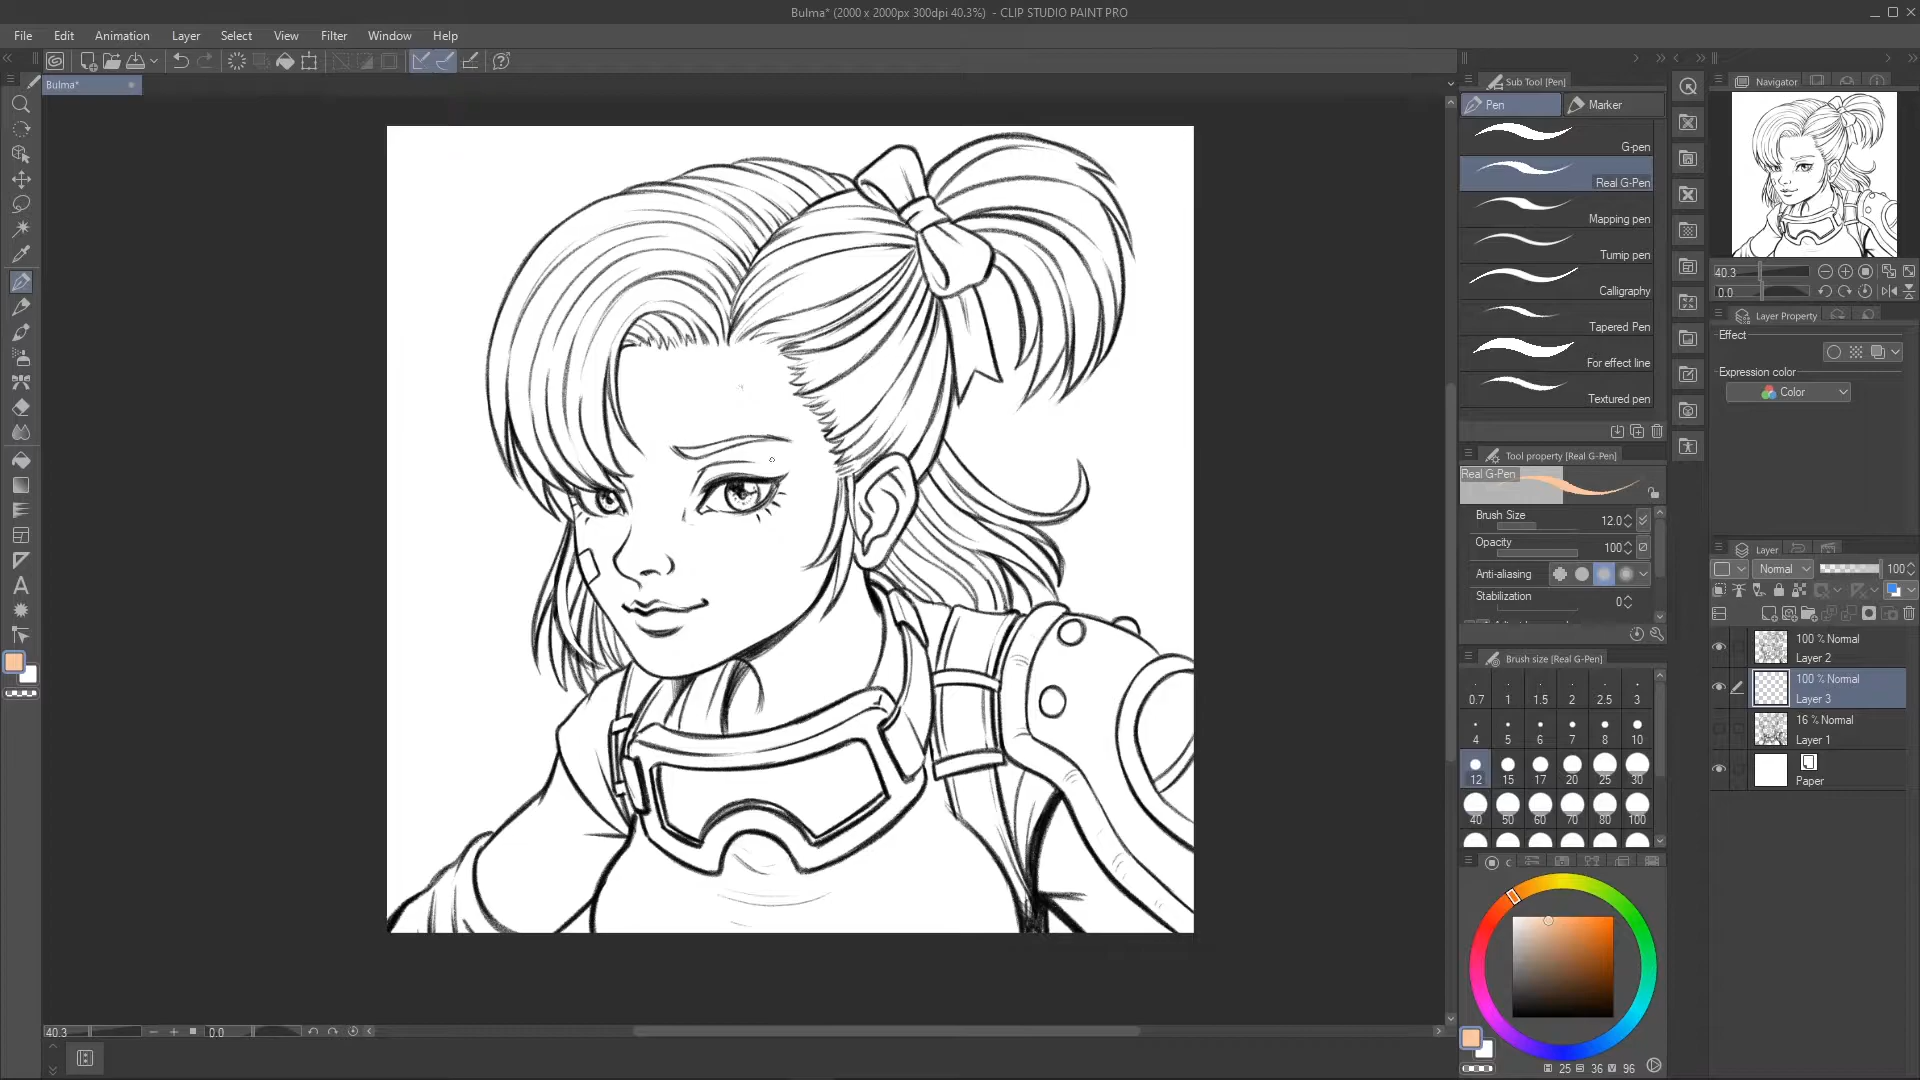 Bulma* (2000 x 2000px 300dpi 40.3%)  - CLIP STUDIO PAINT PRO
File Edit Animation Layer Select View Filter Window Help
Bulma*
Sub Tool [Pen]
Pen Marker
G-pen
Real G-Pen
Mapping pen
Turnip pen
Calligraphy
Tapered Pen
For effect line
Textured pen
Tool property [Real G-Pen]
Real G-Pen
Brush Size 12.0
Opacity 100
Anti-aliasing
Stabilization 0
Brush size [Real G-Pen]
0.7 1 1.5 2 2.5 3
4 5 6 7 8 10
12 15 17 20 25 30
40 50 60 70 80 100
25 36 96
Navigator
40.3
0.0
Layer Property
Effect
Expression color
Color
Layer
Normal 100
100 % Normal
Layer 2
100 % Normal
Layer 3
16 % Normal
Layer 1
Paper
A
40.3 0.0